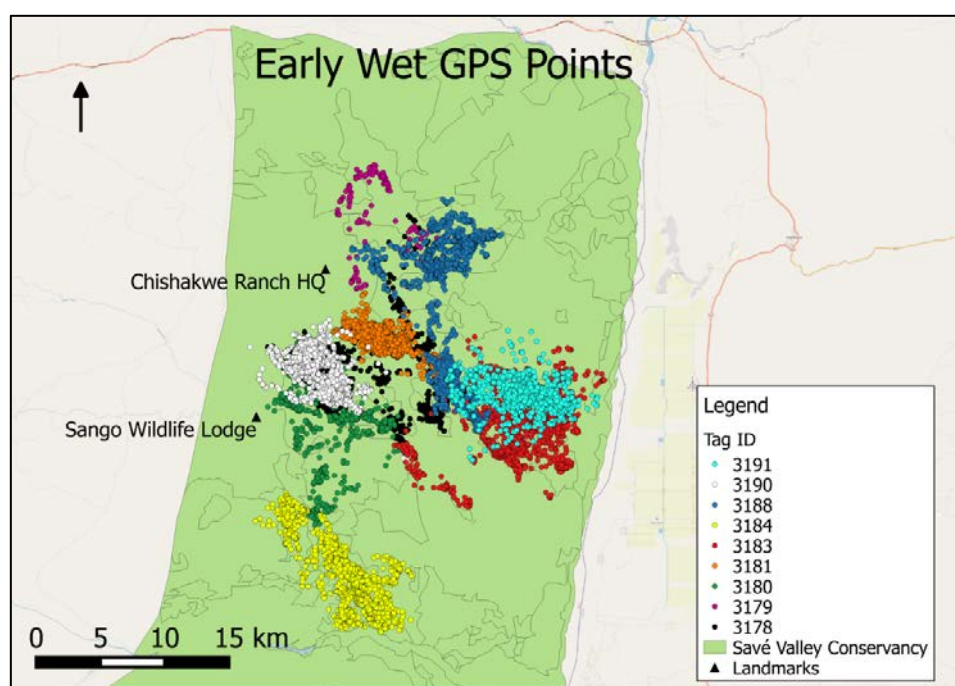 Early Wet GPS Points
Chishakwe Ranch HQ
Sango Wildlife Lodge
Legend
Tag ID
3191
3190
3188
3184
3183
3181
3180
3179
3178
Savé Valley Conservancy
Landmarks
0 5 10 15 km